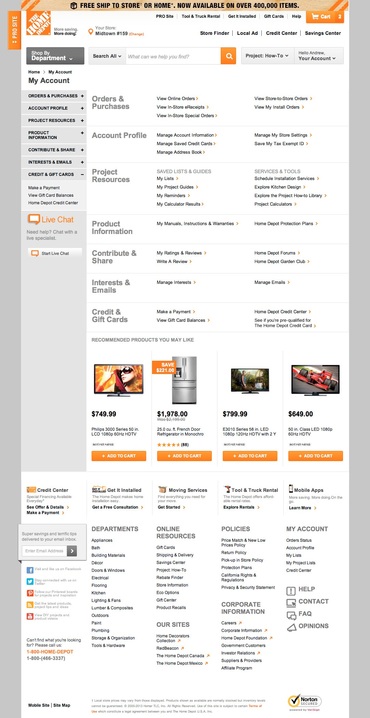 FREE SHIP TO STORE OR HOME. NOW AVAILABLE ON OVER 400,000 ITEMS.
PRO SITE
PRO Site | Tool & Truck Rental Get It Installed Gift Cards Help Cart
THE HOME DEPOT
More saving.
More doing.
Your Store:
Midtown #159 (Change)
Store Finder | Local Ad | Credit Center | Savings Center
Shop By
Department
Search All
What can we help you find?
Project: How-To
Hello Andrew,
Your Account
Home > My Account
My Account
ORDERS & PURCHASES +
ACCOUNT PROFILE +
PROJECT RESOURCES +
PRODUCT
INFORMATION +
CONTRIBUTE & SHARE +
INTERESTS & EMAILS +
CREDIT & GIFT CARDS –
Make a Payment
View Gift Card Balances
Home Depot Credit Center
Live Chat
Need help? Chat with a
live specialist.
Start Live Chat
Orders &
Purchases
View Online Orders
View In-Store eReceipts
View In-Store Special Orders
View Store-to-Store Orders
View My Install Orders
Account Profile
Manage Account Information
Manage Saved Credit Cards
Manage Address Book
Manage My Store Settings
Save My Tax Exempt ID
Project
Resources
SAVED LISTS & GUIDES
My Lists
My Project Guides
My Reminders
My Calculator Results
SERVICES & TOOLS
Schedule Installation Services
Explore Kitchen Design
Explore the Project How-to Library
Project Calculators
Product
Information
My Manuals, Instructions & Warranties
Home Depot Protection Plans
Contribute &
Share
My Ratings & Reviews
Write A Review
Home Depot Forums
Home Depot Garden Club
Interests &
Emails
Manage Interests
Manage Emails
Credit &
Gift Cards
Make a Payment
View Gift Card Balances
Home Depot Credit Center
See if you're pre-qualified for
The Home Depot Credit Card
RECOMMENDED PRODUCTS YOU MAY LIKE
SAVE
$749.99
Philips 3000 Series 50 in.
LCD 1080p 60Hz HDTV
ADD TO CART
$1,978.00
25.0 cu. ft. French Door
Refrigerator in Monochro
ADD TO CART
$799.99
E3010 Series 58 in. LED
1080p 120Hz HDTV with 2 Y
ADD TO CART
$649.00
50 in. Class LED 1080p
60Hz HDTV
ADD TO CART
Credit Center
Special Financing Available
Everyday*
See Offer & Details
Make a Payment
Get It Installed
The Home Depot makes home
installation easy.
Get a Free Consultation
Moving Services
Find everything you need for
your move.
Get Started
Tool & Truck Rental
The Home Depot offers
rental rates.
Explore Rentals
Mobile Apps
More saving. More doing. On
the go.
Learn More
Super savings and terrific tips
delivered to your email inbox
Enter Email Address
Can't find what you're looking
for? Please call us:
1-800-HOME-DEPOT
1-800-(466-3337)
DEPARTMENTS
Appliances
Bath
Building Materials
Décor
Doors & Windows
Electrical
Flooring
Kitchen
Lighting & Fans
Lumber & Composites
Outdoors
Paint
Plumbing
Storage & Organization
Tools & Hardware
ONLINE
RESOURCES
Gift Cards
Shipping & Delivery
Savings Center
Project: How-To
Rebate Finder
Store Information
Eco Options
Gift Center
Product Recalls
OUR SITES
Home Decorators
Collection
RedBeacon
The Home Depot Canada
The Home Depot Mexico
POLICIES
Price Match & New Low
Prices Policy
Return Policy
Pick-up in Store Policy
Protection Plans
California Rights &
Regulations
Privacy & Security Statement
CORPORATE
INFORMATION
Careers
Corporate Information
Home Depot Foundation
Government Customers
Investor Relations
Suppliers & Providers
Affiliate Program
MY ACCOUNT
Orders Status
Account Profile
My Lists
My Project Lists
Credit Center
HELP
CONTACT
FAQ
OPINIONS
Mobile Site | Site Map
Norton
SECURED